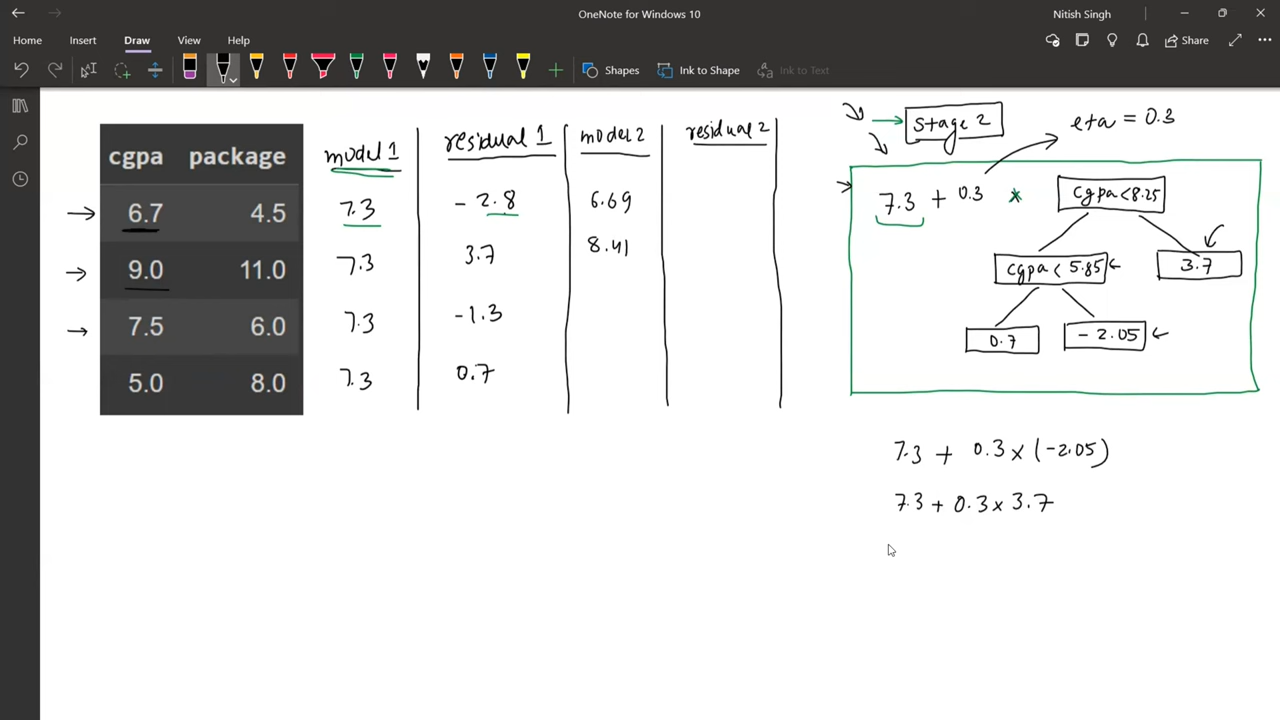 OneNote for Windows 10
Nitish Singh
Home Insert Draw View Help
Share
Shapes Ink to Shape Ink to Text
cgpa package
6.7 4.5
9.0 11.0
7.5 6.0
5.0 8.0
model 1 residual 1 model 2 residual 2
7.3 -2.8 6.69
7.3 3.7 8.41
7.3 -1.3
7.3 0.7
Stage 2
eta = 0.3
7.3 + 0.3 *
cgpa < 8.25
cgpa < 5.85
3.7
0.7
-2.05
7.3 + 0.3 × (-2.05)
7.3 + 0.3 × 3.7